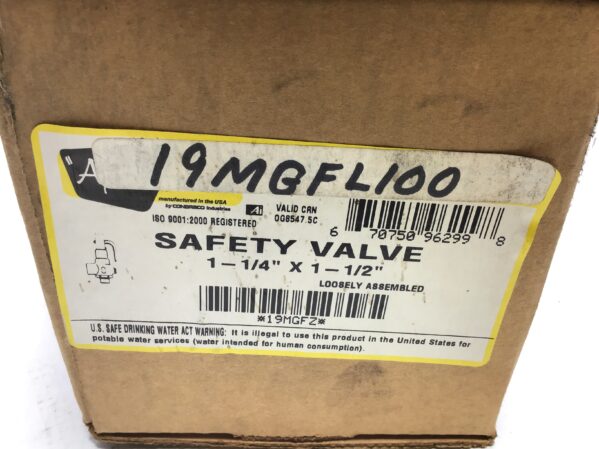 19MGFL100
manufactured in the USA
by CONBRACO Industries
ISO 9001:2000 REGISTERED
VALID CRN
OG8547.5C
6 70750 96299 8
SAFETY VALVE
1-1/4" X 1-1/2"
LOOSELY ASSEMBLED
*19MGFZ*
U.S. SAFE DRINKING WATER ACT WARNING: It is illegal to use this product in the United States for
potable water services (water intended for human consumption).